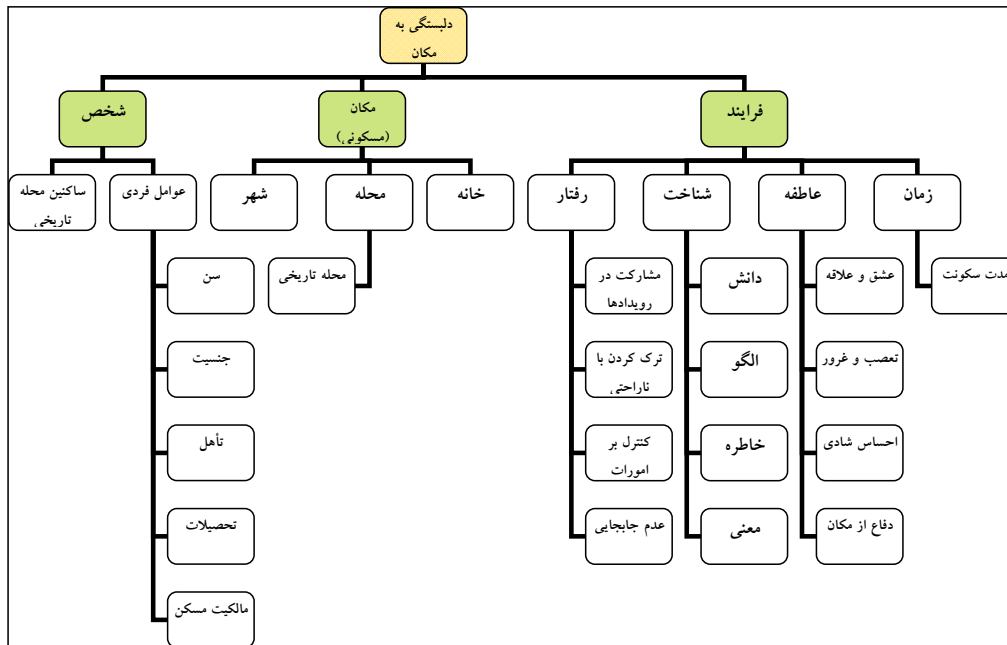 دلبستگی به
مکان
فرایند
مکان
(مسکونی)
شخص
زمان
عاطفه
شناخت
رفتار
خانه
محله
شهر
عوامل فردی
ساکنین محله
تاریخی
مدت سکونت
عشق و علاقه
تعصب و غرور
احساس شادی
دفاع از مکان
دانش
الگو
خاطره
معنی
مشارکت در
رویدادها
ترک کردن با
ناراحتی
کنترل بر
امورات
عدم جابجایی
محله تاریخی
سن
جنسیت
تأهل
تحصیلات
مالکیت مسکن